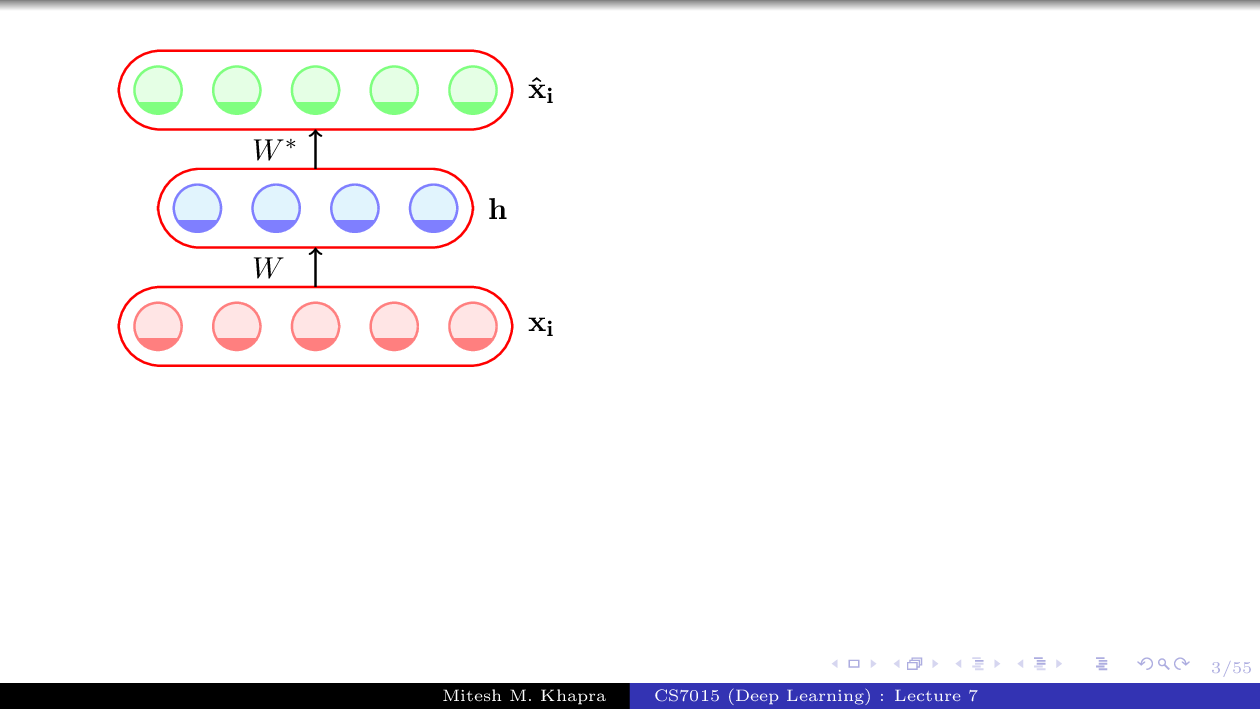 x̂ᵢ
W*
h
W
xᵢ
3/55
Mitesh M. Khapra
CS7015 (Deep Learning) : Lecture 7